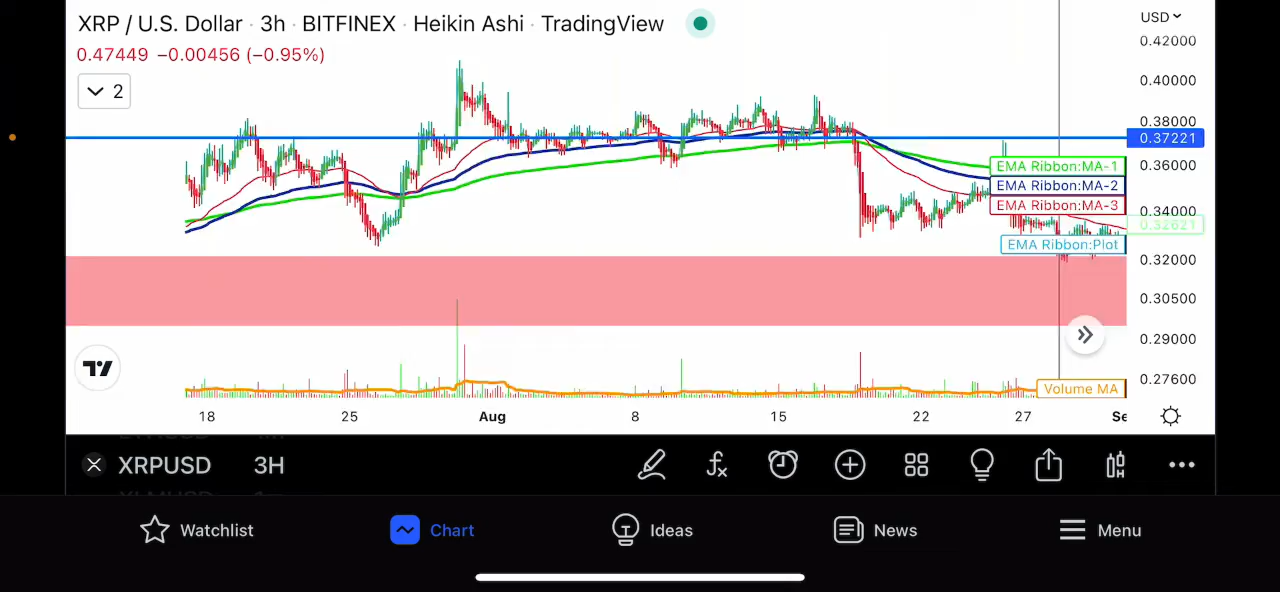 XRP / U.S. Dollar · 3h · BITFINEX · Heikin Ashi · TradingView
USD
0.47449 −0.00456 (−0.95%)
2
0.42000
0.40000
0.38000
0.37221
0.36000
EMA Ribbon:MA-1
EMA Ribbon:MA-2
EMA Ribbon:MA-3
0.34000
0.32621
EMA Ribbon:Plot
0.32000
0.30500
0.29000
0.27600
Volume MA
18 25 Aug 8 15 22 27 Se
XRPUSD 3H
Watchlist Chart Ideas News Menu